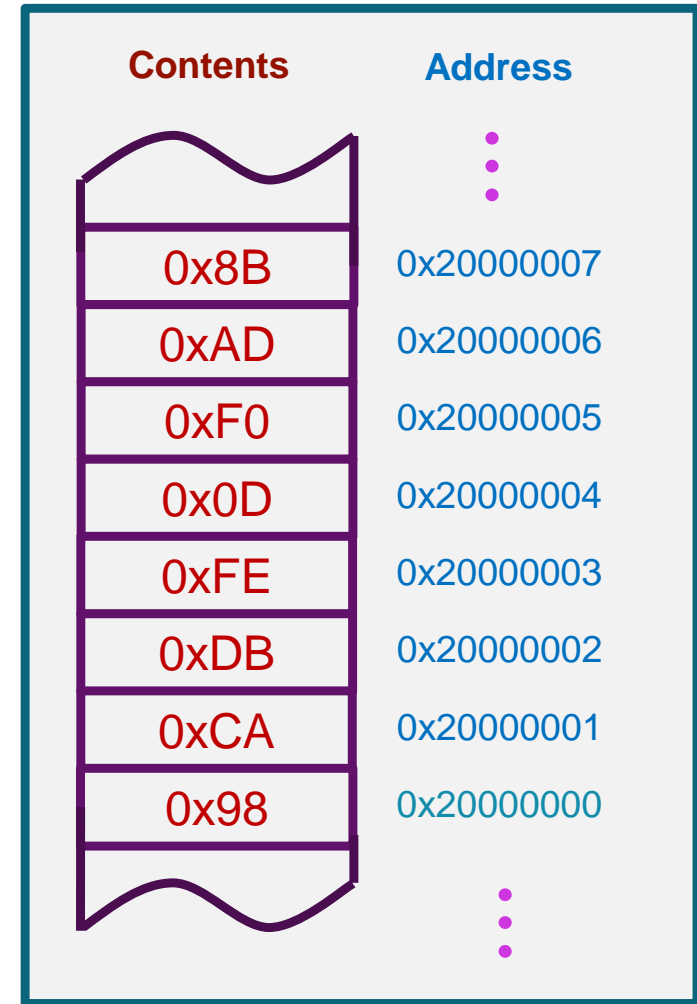 Contents Address
0x8B 0x20000007
0xAD 0x20000006
0xF0 0x20000005
0x0D 0x20000004
0xFE 0x20000003
0xDB 0x20000002
0xCA 0x20000001
0x98 0x20000000